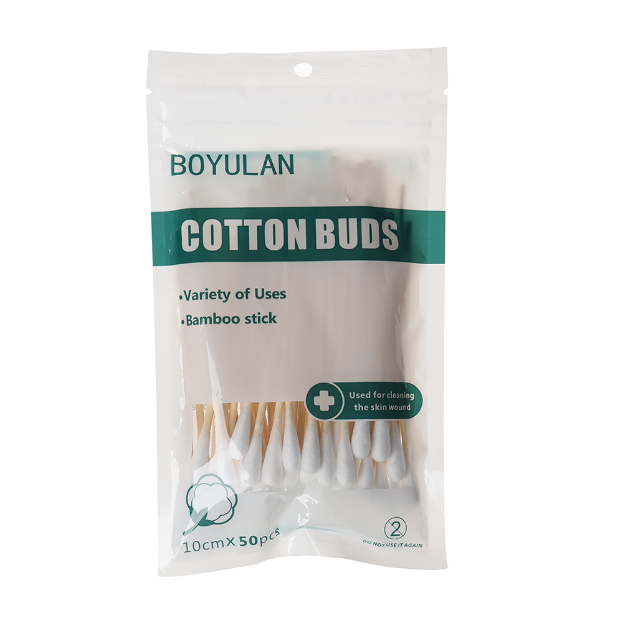 BOYULAN
COTTON BUDS
•Variety of Uses
•Bamboo stick
Used for cleaning
the skin wound
10cm×50pcs
2
DO NOT USE IT AGAIN